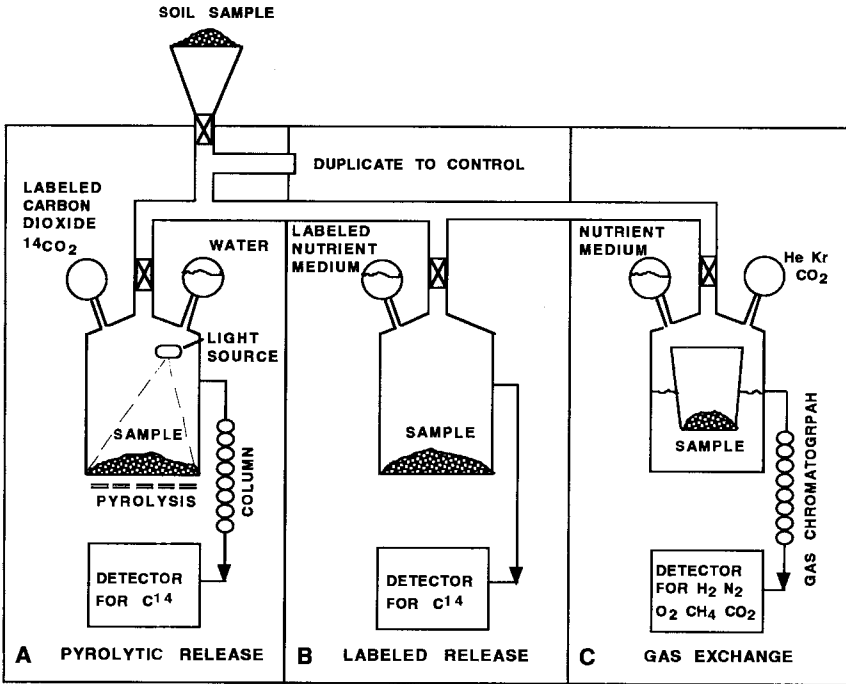 SOIL SAMPLE
DUPLICATE TO CONTROL
LABELED
CARBON
DIOXIDE
14CO2
WATER
LIGHT
SOURCE
SAMPLE
PYROLYSIS
COLUMN
DETECTOR
FOR C14
A PYROLYTIC RELEASE
LABELED
NUTRIENT
MEDIUM
SAMPLE
DETECTOR
FOR C14
B LABELED RELEASE
NUTRIENT
MEDIUM
He Kr
CO2
SAMPLE
GAS CHROMATOGRPAH
DETECTOR
FOR H2 N2
O2 CH4 CO2
C GAS EXCHANGE